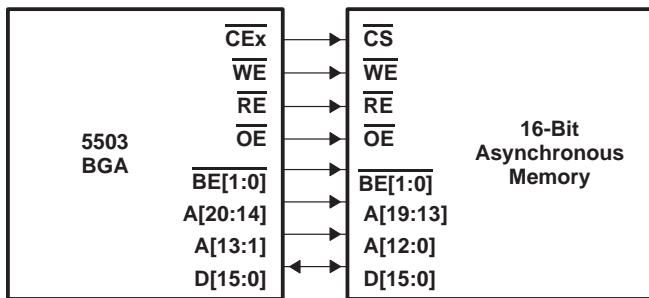 5503
BGA
CEx
WE
RE
OE
BE[1:0]
A[20:14]
A[13:1]
D[15:0]
CS
WE
RE
OE
BE[1:0]
A[19:13]
A[12:0]
D[15:0]
16-Bit
Asynchronous
Memory